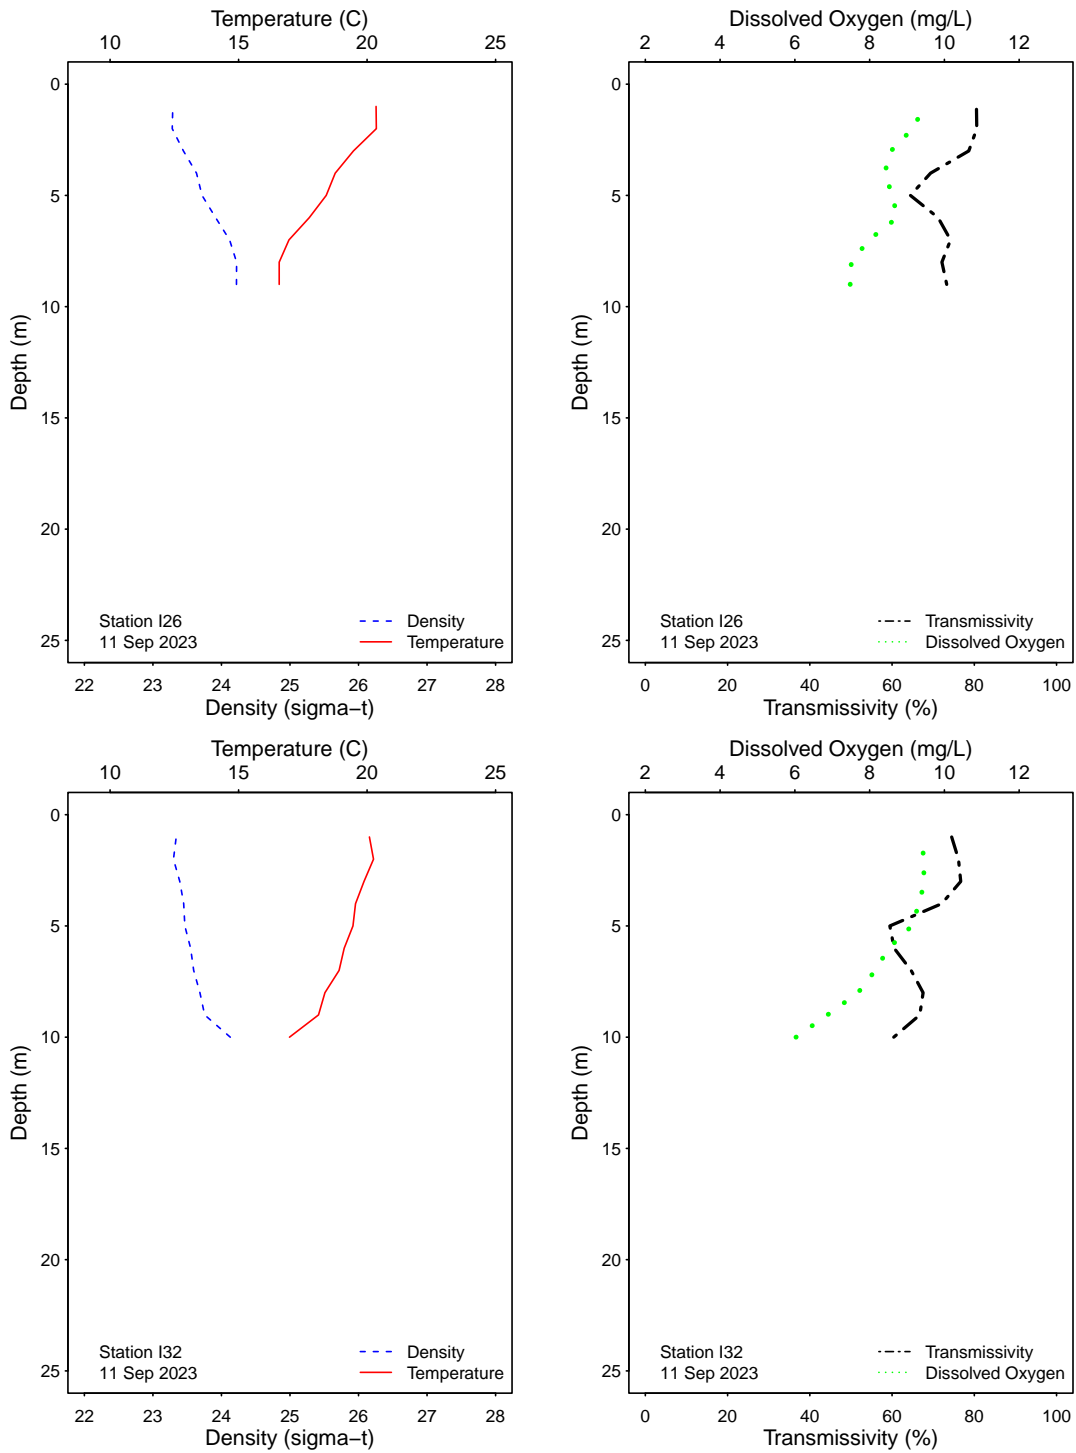 Temperature (C)
10 15 20 25
0
5
10
15
20
25
Depth (m)
Station I26
11 Sep 2023
Density
Temperature
22 23 24 25 26 27 28
Density (sigma−t)
Dissolved Oxygen (mg/L)
2 4 6 8 10 12
0
5
10
15
20
25
Depth (m)
Station I26
11 Sep 2023
Transmissivity
Dissolved Oxygen
0 20 40 60 80 100
Transmissivity (%)
Temperature (C)
10 15 20 25
0
5
10
15
20
25
Depth (m)
Station I32
11 Sep 2023
Density
Temperature
22 23 24 25 26 27 28
Density (sigma−t)
Dissolved Oxygen (mg/L)
2 4 6 8 10 12
0
5
10
15
20
25
Depth (m)
Station I32
11 Sep 2023
Transmissivity
Dissolved Oxygen
0 20 40 60 80 100
Transmissivity (%)